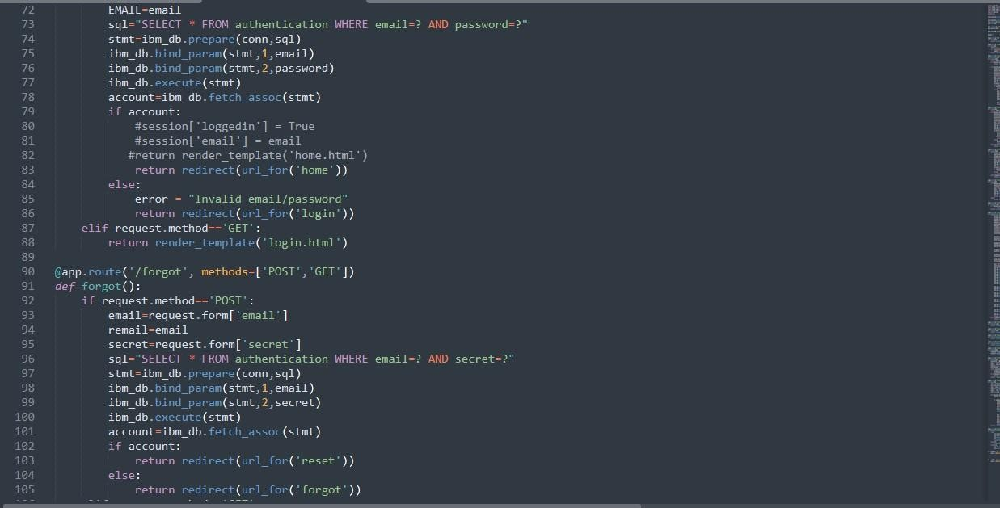 72 EMAIL=email
73 sql="SELECT * FROM authentication WHERE email=? AND password=?"
74 stmt=ibm_db.prepare(conn,sql)
75 ibm_db.bind_param(stmt,1,email)
76 ibm_db.bind_param(stmt,2,password)
77 ibm_db.execute(stmt)
78 account=ibm_db.fetch_assoc(stmt)
79 if account:
80 #session['loggedin'] = True
81 #session['email'] = email
82 #return render_template('home.html')
83 return redirect(url_for('home'))
84 else:
85 error = "Invalid email/password"
86 return redirect(url_for('login'))
87 elif request.method=='GET':
88 return render_template('login.html')
89
90 @app.route('/forgot', methods=['POST','GET'])
91 def forgot():
92 if request.method=='POST':
93 email=request.form['email']
94 remail=email
95 secret=request.form['secret']
96 sql="SELECT * FROM authentication WHERE email=? AND secret=?"
97 stmt=ibm_db.prepare(conn,sql)
98 ibm_db.bind_param(stmt,1,email)
99 ibm_db.bind_param(stmt,2,secret)
100 ibm_db.execute(stmt)
101 account=ibm_db.fetch_assoc(stmt)
102 if account:
103 return redirect(url_for('reset'))
104 else:
105 return redirect(url_for('forgot'))